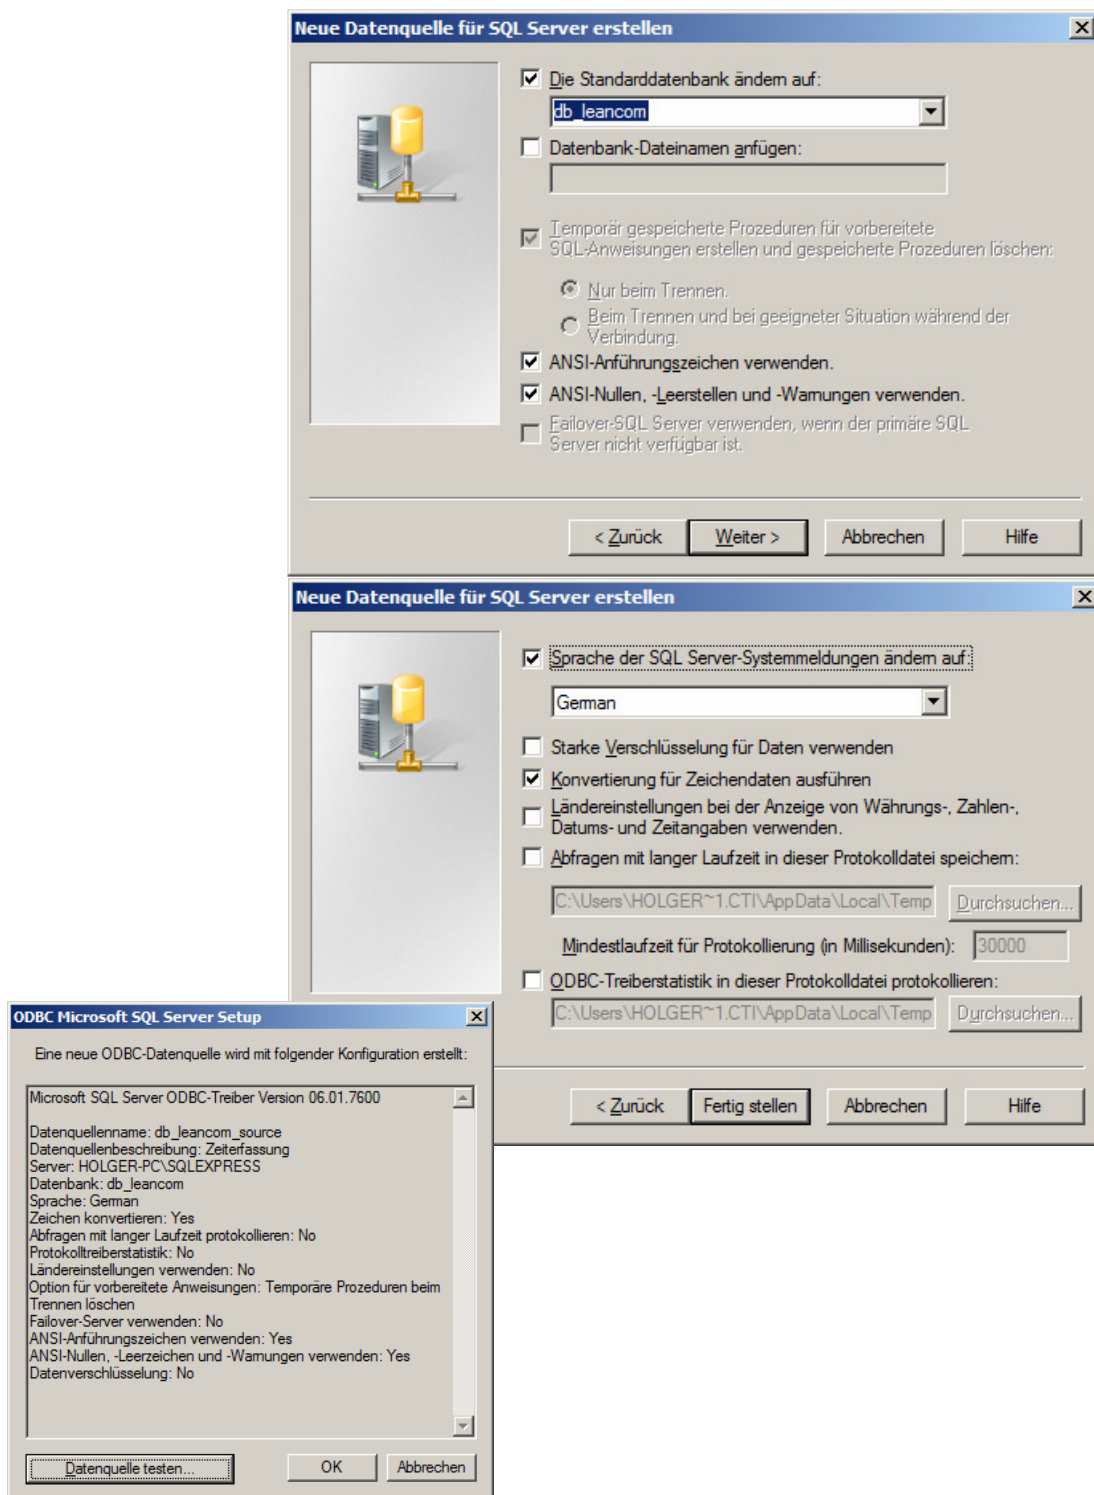 Neue Datenquelle für SQL Server erstellen
Die Standarddatenbank ändern auf:
db_leancom
Datenbank-Dateinamen anfügen:
Temporär gespeicherte Prozeduren für vorbereitete
SQL-Anweisungen erstellen und gespeicherte Prozeduren löschen:
Nur beim Trennen.
Beim Trennen und bei geeigneter Situation während der
Verbindung.
ANSI-Anführungszeichen verwenden.
ANSI-Nullen, -Leerstellen und -Warnungen verwenden.
Failover-SQL Server verwenden, wenn der primäre SQL
Server nicht verfügbar ist.
< Zurück Weiter > Abbrechen Hilfe
Neue Datenquelle für SQL Server erstellen
Sprache der SQL Server-Systemmeldungen ändern auf:
German
Starke Verschlüsselung für Daten verwenden
Konvertierung für Zeichendaten ausführen
Ländereinstellungen bei der Anzeige von Währungs-, Zahlen-,
Datums- und Zeitangaben verwenden.
Abfragen mit langer Laufzeit in dieser Protokolldatei speichern:
C:\Users\HOLGER~1.CTI\AppData\Local\Temp Durchsuchen...
Mindestlaufzeit für Protokollierung (in Millisekunden): 30000
ODBC-Treiberstatistik in dieser Protokolldatei protokollieren:
C:\Users\HOLGER~1.CTI\AppData\Local\Temp Durchsuchen...
< Zurück Fertig stellen Abbrechen Hilfe
ODBC Microsoft SQL Server Setup
Eine neue ODBC-Datenquelle wird mit folgender Konfiguration erstellt:
Microsoft SQL Server ODBC-Treiber Version 06.01.7600
Datenquellenname: db_leancom_source
Datenquellenbeschreibung: Zeiterfassung
Server: HOLGER-PC\SQLEXPRESS
Datenbank: db_leancom
Sprache: German
Zeichen konvertieren: Yes
Abfragen mit langer Laufzeit protokollieren: No
Protokolltreiberstatistik: No
Ländereinstellungen verwenden: No
Option für vorbereitete Anweisungen: Temporäre Prozeduren beim
Trennen löschen
Failover-Server verwenden: No
ANSI-Anführungszeichen verwenden: Yes
ANSI-Nullen, -Leerzeichen und -Warnungen verwenden: Yes
Datenverschlüsselung: No
Datenquelle testen... OK Abbrechen